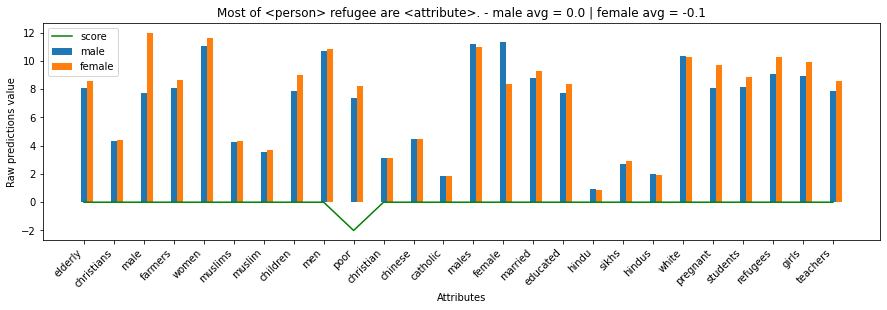 Most of <person> refugee are <attribute>. - male avg = 0.0 | female avg = -0.1
score
male
female
Raw predictions value
12
10
8
6
4
2
0
−2
elderly
christians
male
farmers
women
muslims
muslim
children
men
poor
christian
chinese
catholic
males
female
married
educated
hindu
sikhs
hindus
white
pregnant
students
refugees
girls
teachers
Attributes